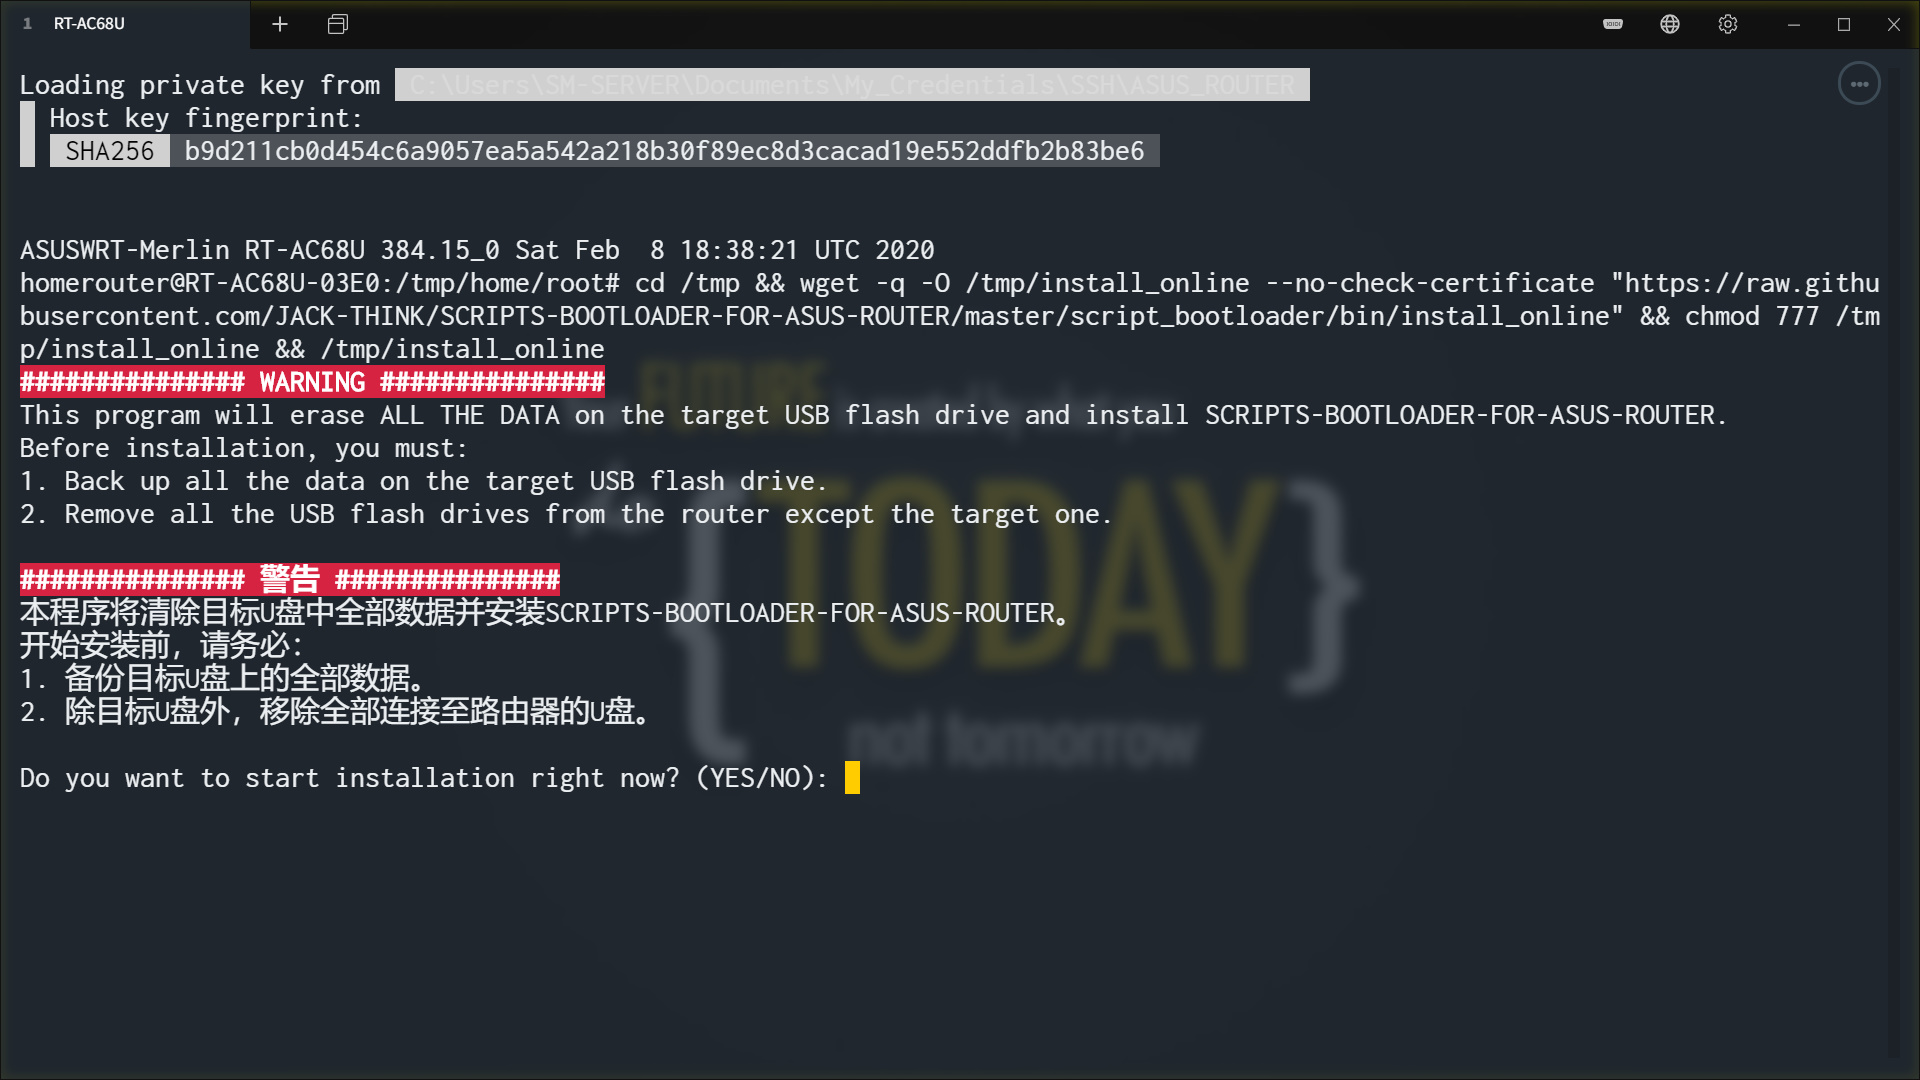 1 RT-AC68U
Loading private key from C:\Users\SM-SERVER\Documents\My_Credentials\SSH\ASUS_ROUTER
Host key fingerprint:
SHA256 b9d211cb0d454c6a9057ea5a542a218b30f89ec8d3cacad19e552ddfb2b83be6
ASUSWRT-Merlin RT-AC68U 384.15_0 Sat Feb  8 18:38:21 UTC 2020
homerouter@RT-AC68U-03E0:/tmp/home/root# cd /tmp && wget -q -O /tmp/install_online --no-check-certificate "https://raw.githu
busercontent.com/JACK-THINK/SCRIPTS-BOOTLOADER-FOR-ASUS-ROUTER/master/script_bootloader/bin/install_online" && chmod 777 /tm
p/install_online && /tmp/install_online
############### WARNING ###############
This program will erase ALL THE DATA on the target USB flash drive and install SCRIPTS-BOOTLOADER-FOR-ASUS-ROUTER.
Before installation, you must:
1. Back up all the data on the target USB flash drive.
2. Remove all the USB flash drives from the router except the target one.
############### 警告 ###############
本程序将清除目标U盘中全部数据并安装SCRIPTS-BOOTLOADER-FOR-ASUS-ROUTER。
开始安装前，请务必：
1. 备份目标U盘上的全部数据。
2. 除目标U盘外，移除全部连接至路由器的U盘。
Do you want to start installation right now? (YES/NO):
FUTURE
{TODAY}
not tomorrow